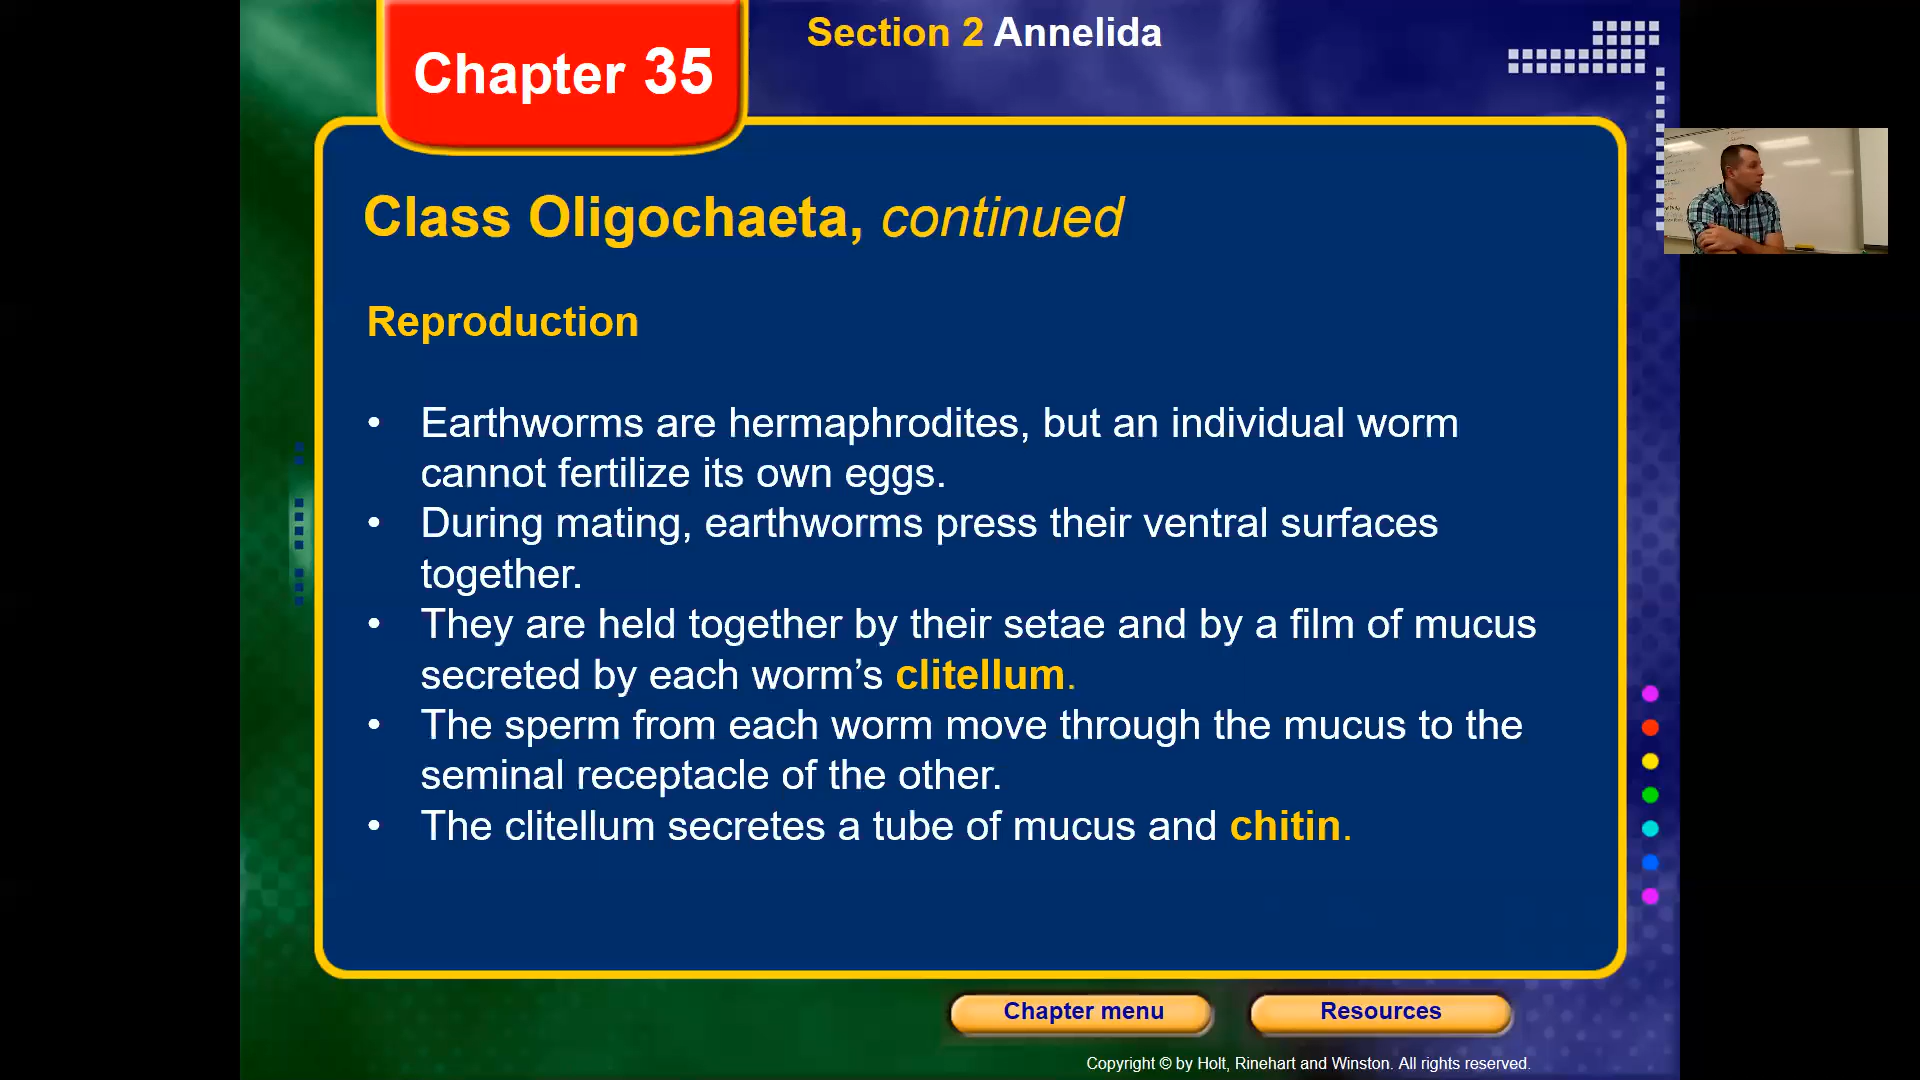 Section 2 Annelida
Chapter 35
Class Oligochaeta, continued
Reproduction
• Earthworms are hermaphrodites, but an individual worm
cannot fertilize its own eggs.
• During mating, earthworms press their ventral surfaces
together.
• They are held together by their setae and by a film of mucus
secreted by each worm’s clitellum.
• The sperm from each worm move through the mucus to the
seminal receptacle of the other.
• The clitellum secretes a tube of mucus and chitin.
Chapter menu
Resources
Copyright © by Holt, Rinehart and Winston. All rights reserved.